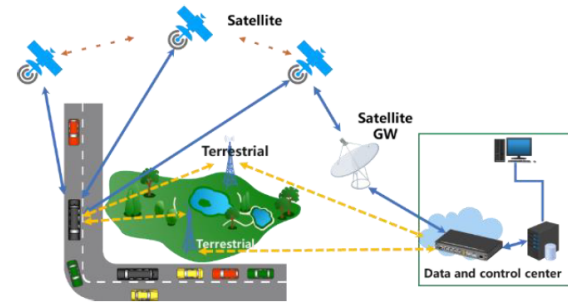 Satellite
Satellite
GW
Terrestrial
Terrestrial
Data and control center